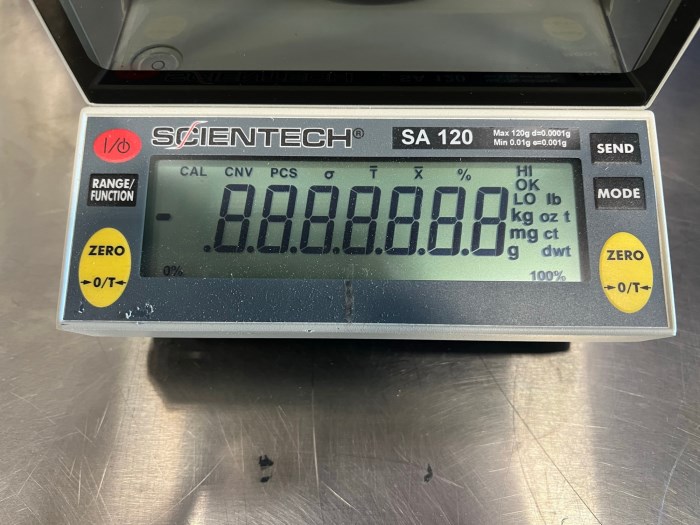 SCIENTECH®
SA 120
Max 120g d=0.0001g
Min 0.01g e=0.001g
I/⏻
SEND
RANGE/
FUNCTION
MODE
ZERO
→0/T←
ZERO
→0/T←
CAL CNV PCS σ T̅ X̅ %
HI
OK
LO lb
kg oz t
mg ct
g dwt
-.8.8.8.8.8.8.8
0% 100%